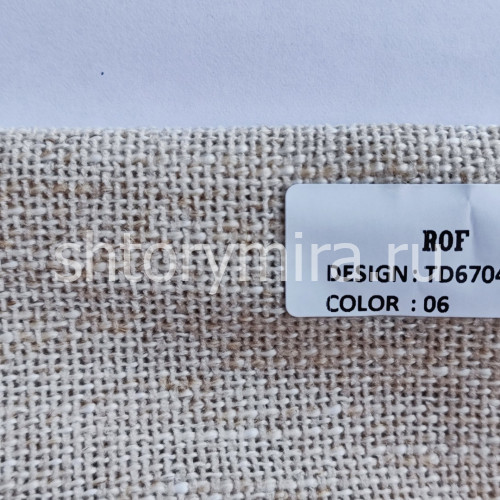 ROF
DESIGN : TD6704
COLOR : 06
shtorymira.ru